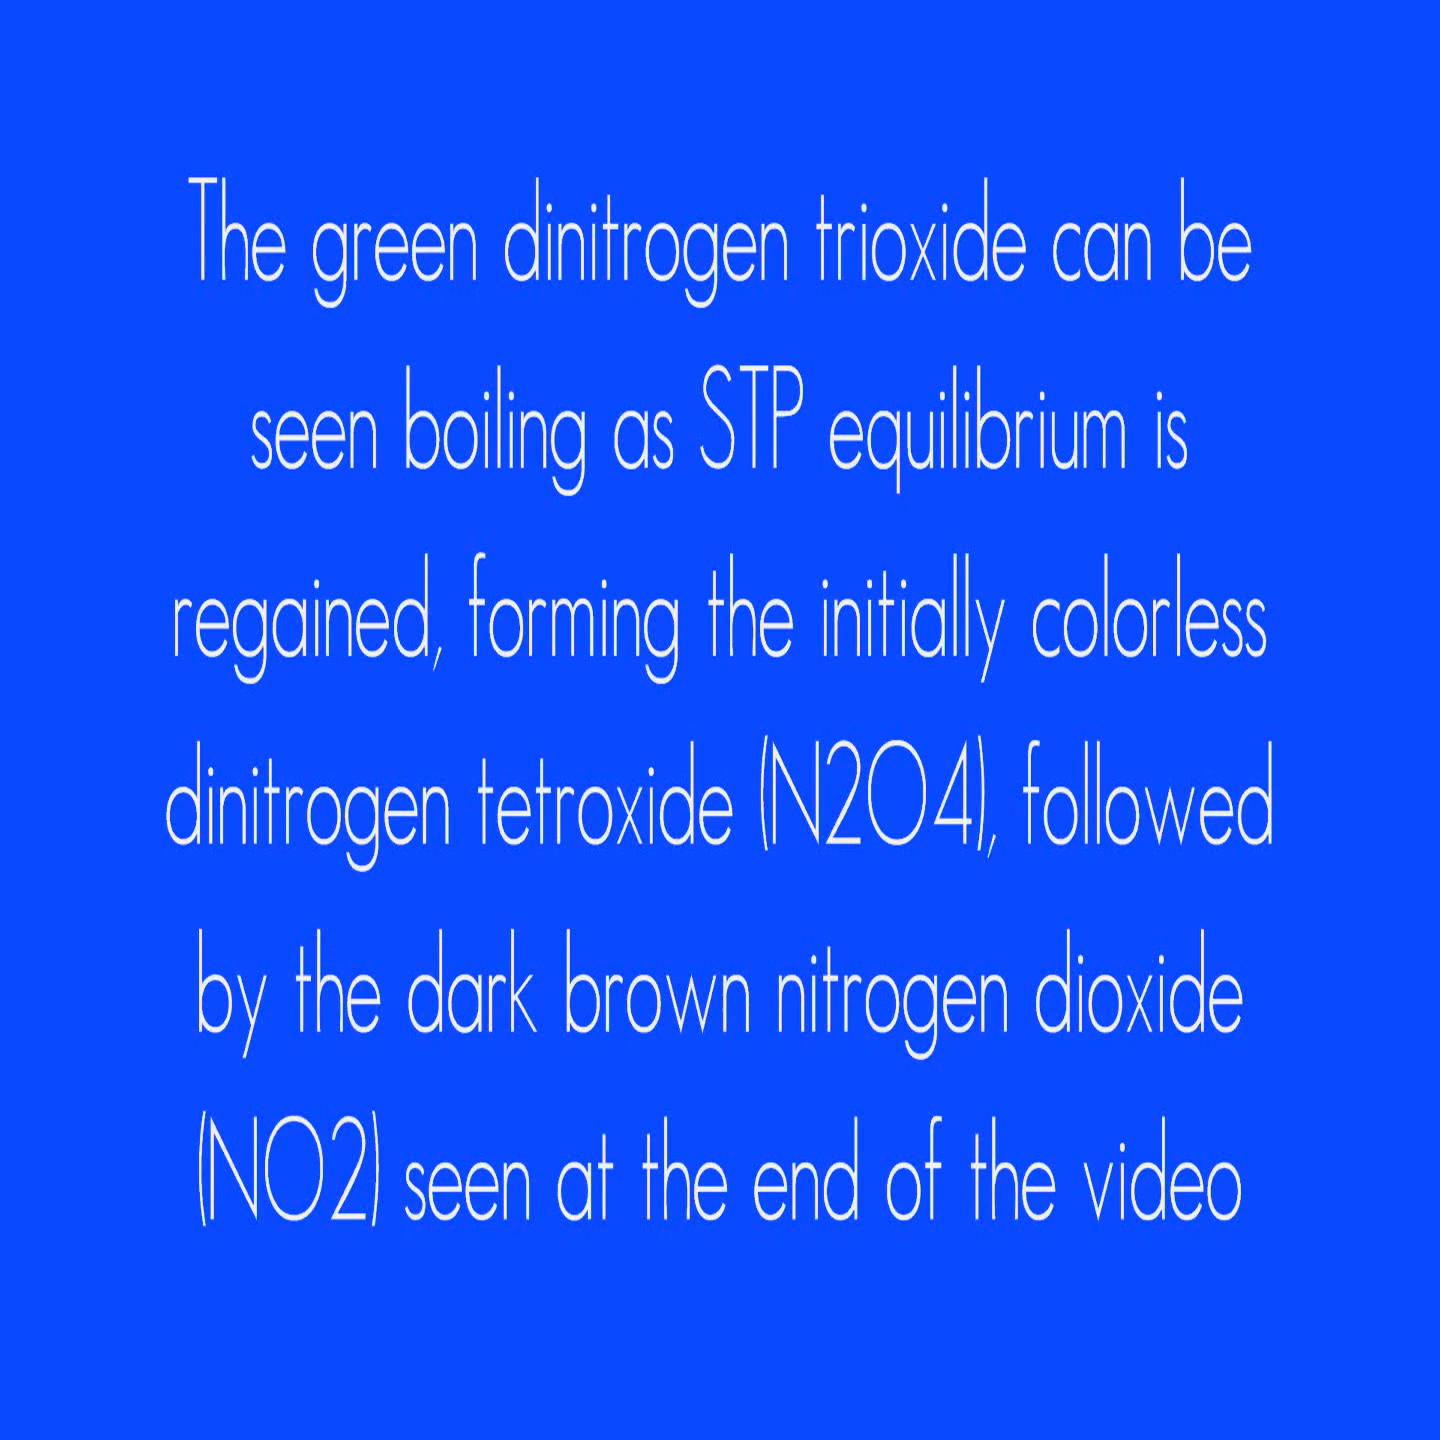 The green dinitrogen trioxide can be
seen boiling as STP equilibrium is
regained, forming the initially colorless
dinitrogen tetroxide (N2O4), followed
by the dark brown nitrogen dioxide
(NO2) seen at the end of the video